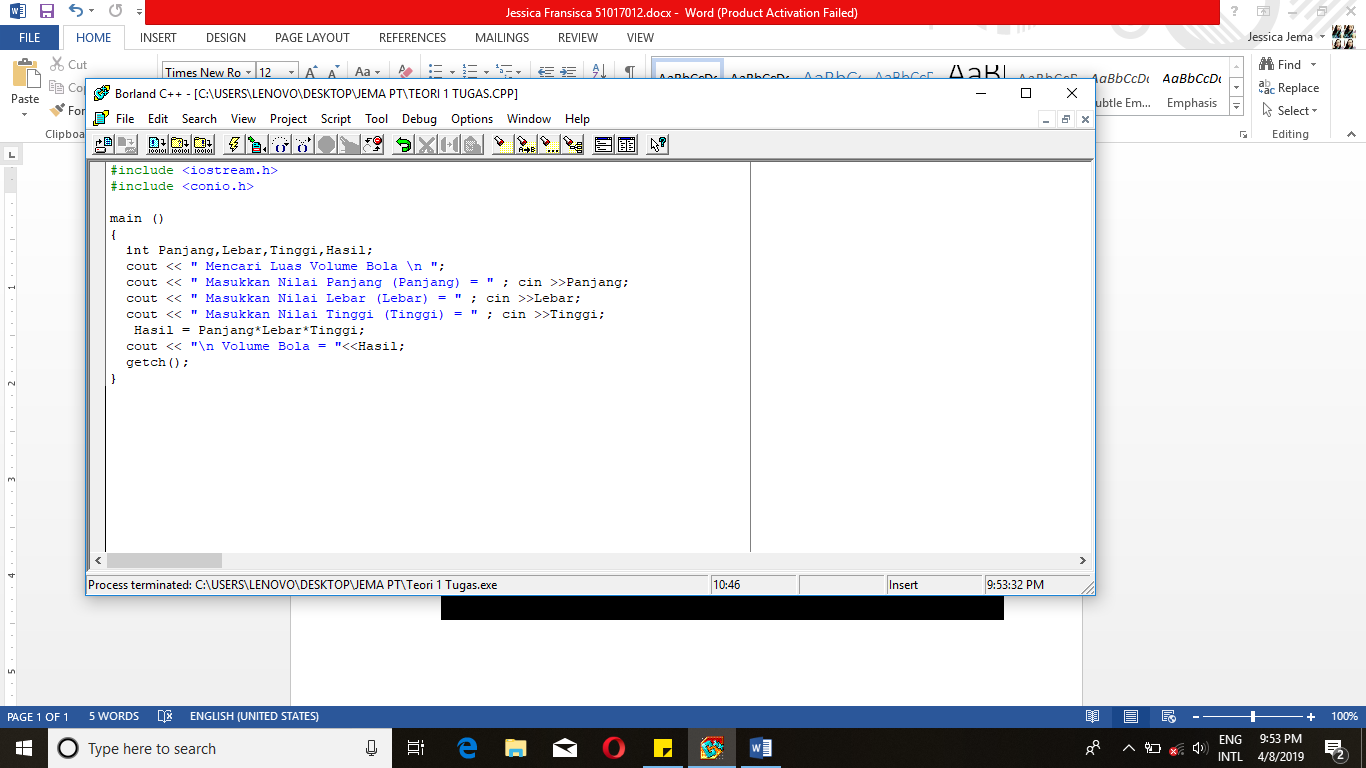 Jessica Fransisca 51017012.docx - Word (Product Activation Failed)
FILE HOME INSERT DESIGN PAGE LAYOUT REFERENCES MAILINGS REVIEW VIEW Jessica Jema
Cut
Times New Ro 12 Aa
AaBbCcDc AaBbCcDc AaBbCcDc
Find
Paste
Replace
Emphasis
Select
Clipboa
Editing
Borland C++ - [C:\USERS\LENOVO\DESKTOP\JEMA PT\TEORI 1 TUGAS.CPP]
File Edit Search View Project Script Tool Debug Options Window Help
#include <iostream.h>
#include <conio.h>
main ()
{
int Panjang,Lebar,Tinggi,Hasil;
cout << " Mencari Luas Volume Bola \n ";
cout << " Masukkan Nilai Panjang (Panjang) = " ; cin >>Panjang;
cout << " Masukkan Nilai Lebar (Lebar) = " ; cin >>Lebar;
cout << " Masukkan Nilai Tinggi (Tinggi) = " ; cin >>Tinggi;
Hasil = Panjang*Lebar*Tinggi;
cout << "\n Volume Bola = "<<Hasil;
getch();
}
Process terminated: C:\USERS\LENOVO\DESKTOP\JEMA PT\Teori 1 Tugas.exe 10:46 Insert 9:53:32 PM
PAGE 1 OF 1 5 WORDS ENGLISH (UNITED STATES) 100%
Type here to search
ENG 9:53 PM
INTL 4/8/2019 2